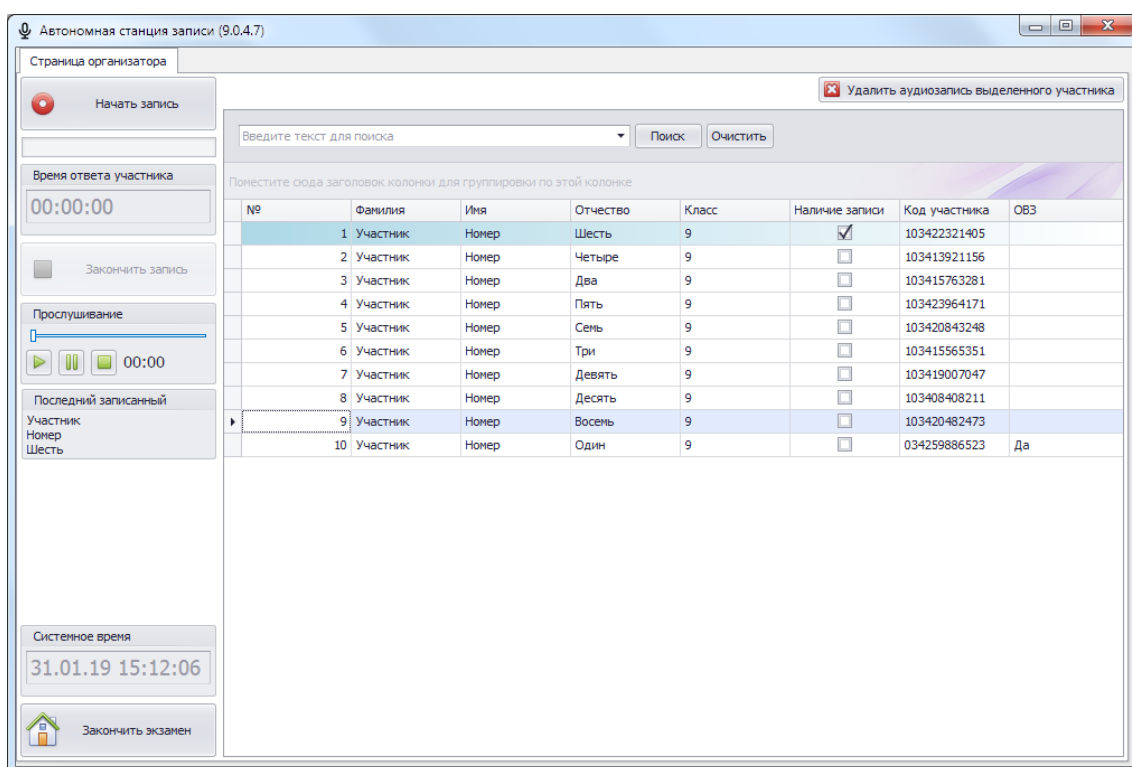 Автономная станция записи (9.0.4.7)
Страница организатора
Начать запись
Удалить аудиозапись выделенного участника
Введите текст для поиска Поиск Очистить
Время ответа участника
00:00:00
Поместите сюда заголовок колонки для группировки по этой колонке
Закончить запись
Прослушивание
00:00
Последний записанный
Участник
Номер
Шесть
№ Фамилия Имя Отчество Класс Наличие записи Код участника ОВЗ
1 Участник Номер Шесть 9 103422321405
2 Участник Номер Четыре 9 103413921156
3 Участник Номер Два 9 103415763281
4 Участник Номер Пять 9 103423964171
5 Участник Номер Семь 9 103420843248
6 Участник Номер Три 9 103415565351
7 Участник Номер Девять 9 103419007047
8 Участник Номер Десять 9 103408408211
9 Участник Номер Восемь 9 103420482473
10 Участник Номер Один 9 034259886523 Да
Системное время
31.01.19 15:12:06
Закончить экзамен